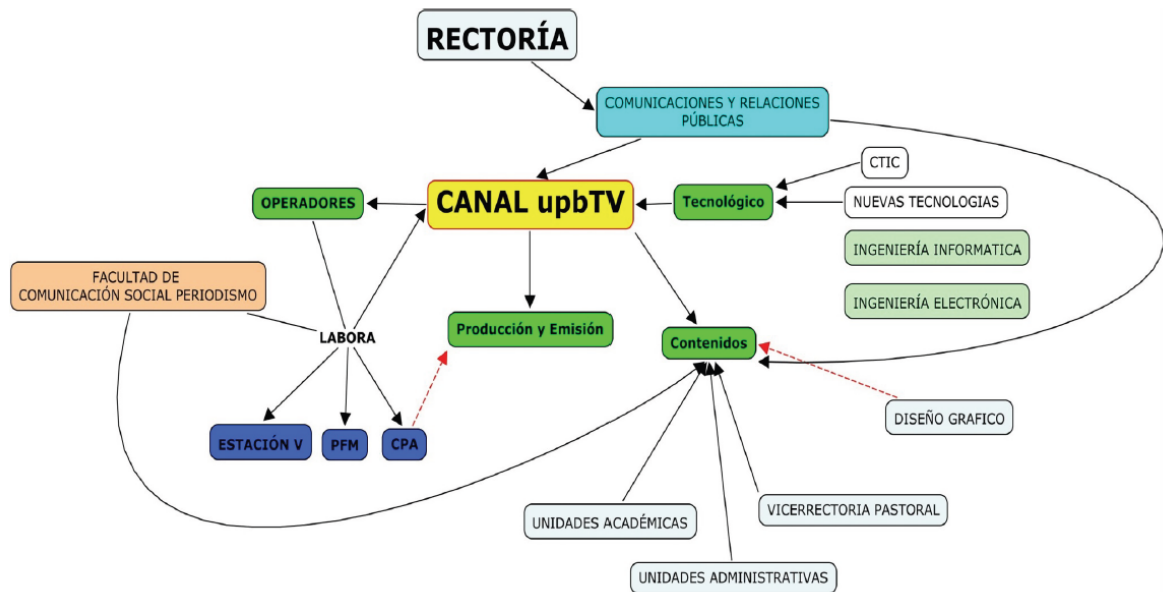 RECTORÍA
COMUNICACIONES Y RELACIONES
PÚBLICAS
CTIC
OPERADORES
CANAL upbTV
Tecnológico
NUEVAS TECNOLOGIAS
INGENIERÍA INFORMATICA
FACULTAD DE
COMUNICACIÓN SOCIAL PERIODISMO
INGENIERÍA ELECTRÓNICA
LABORA
Producción y Emisión
Contenidos
DISEÑO GRAFICO
ESTACIÓN V
PFM
CPA
UNIDADES ACADÉMICAS
VICERRECTORIA PASTORAL
UNIDADES ADMINISTRATIVAS